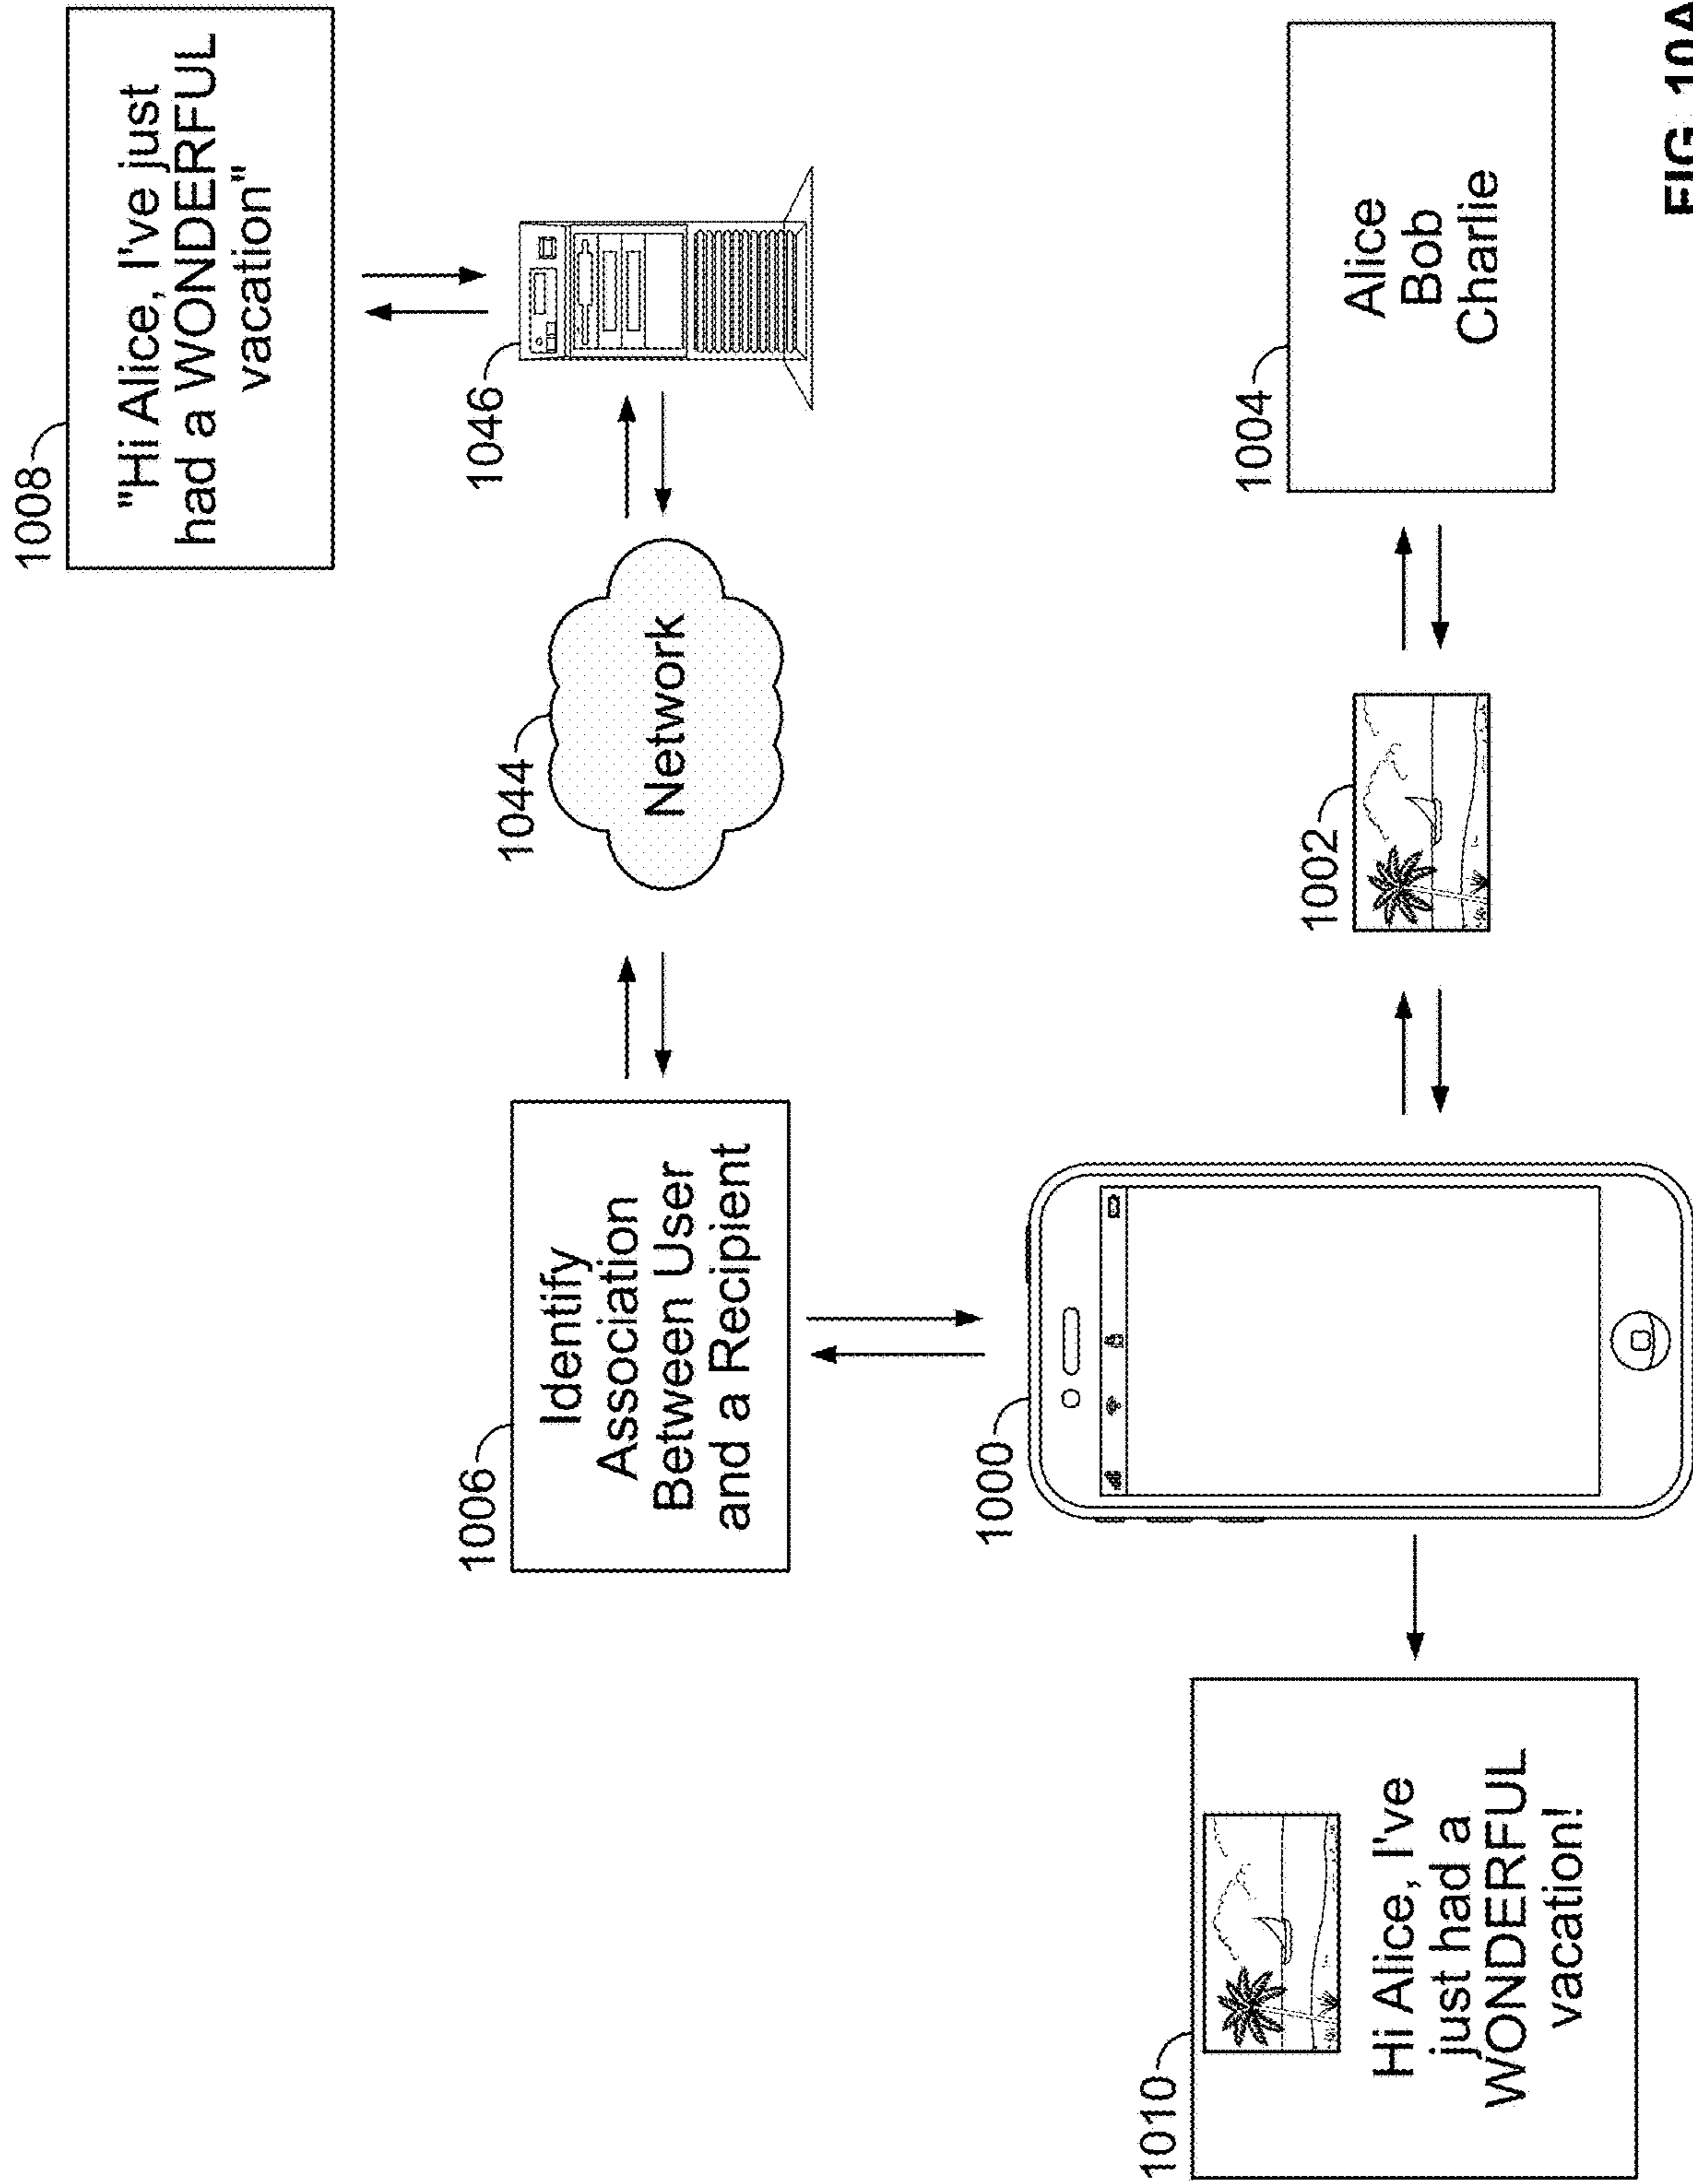 1008
"Hi Alice, I've just
had a WONDERFUL
vacation"
1006
Identify
Association
Between User
and a Recipient
1044
Network
1046
1010
Hi Alice, I've
just had a
WONDERFUL
vacation!
1000
1002
1004
Alice
Bob
Charlie
FIG. 10A